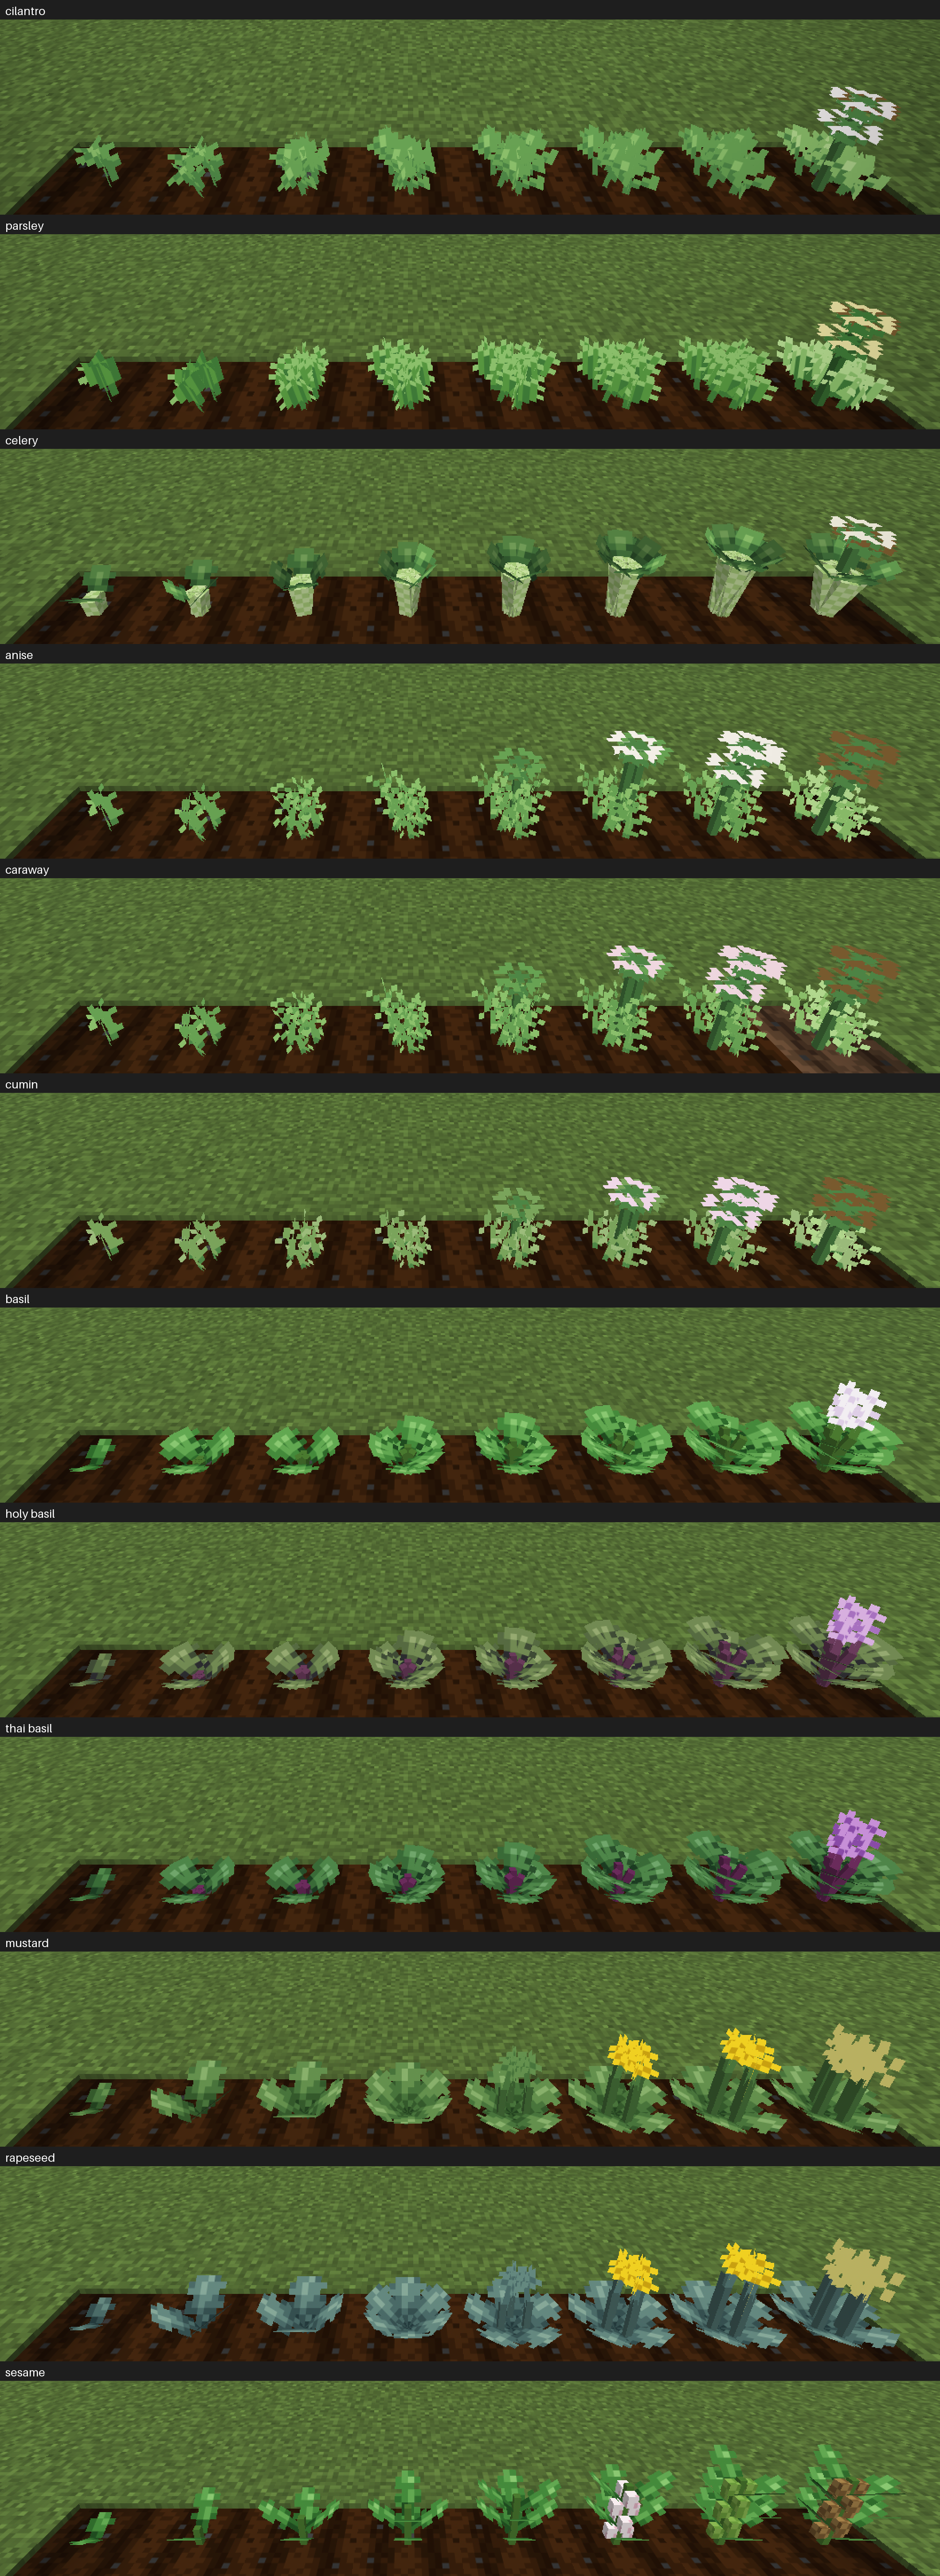 cilantro
parsley
celery
anise
caraway
cumin
basil
holy basil
thai basil
mustard
rapeseed
sesame